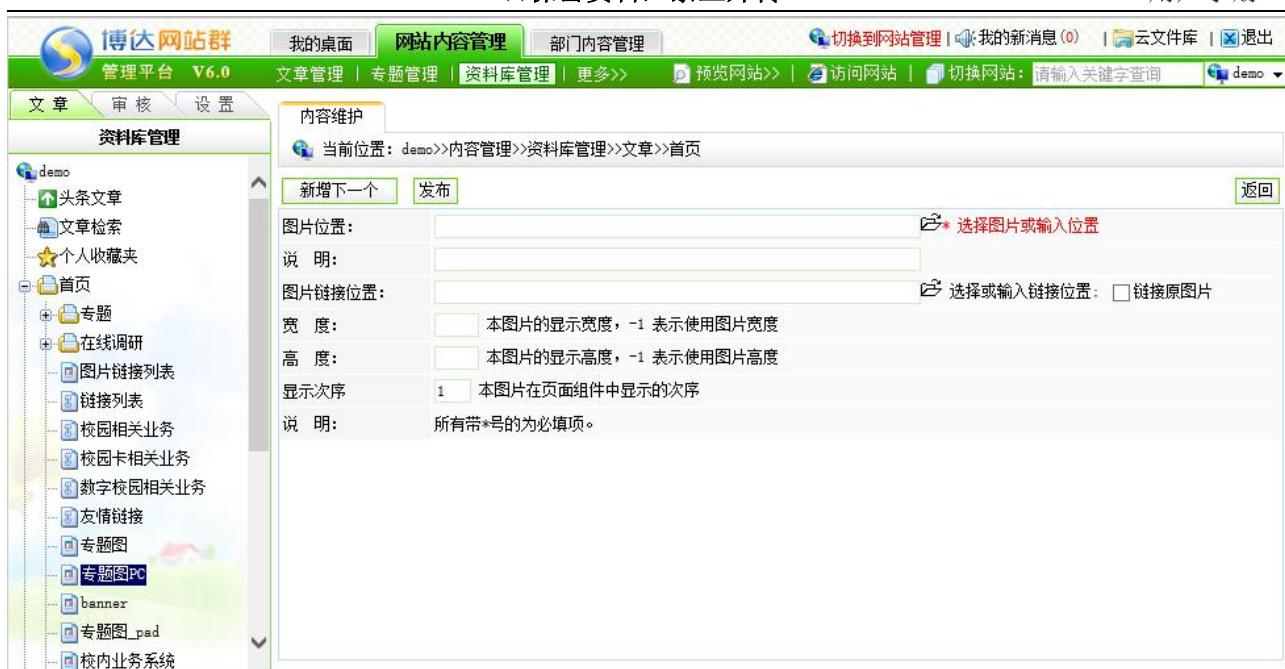 博达网站群
管理平台 V6.0
我的桌面 网站内容管理 部门内容管理
切换到网站管理 | 我的新消息(0) | 云文件库 | 退出
文章管理 | 专题管理 | 资料库管理 | 更多>>
预览网站>> | 访问网站 | 切换网站: 请输入关键字查询 demo
文章 审核 设置
资料库管理
demo
头条文章
文章检索
个人收藏夹
首页
专题
在线调研
图片链接列表
链接列表
校园相关业务
校园卡相关业务
数字校园相关业务
友情链接
专题图
专题图PC
banner
专题图_pad
校内业务系统
内容维护
当前位置: demo>>内容管理>>资料库管理>>文章>>首页
新增下一个 发布 返回
图片位置: * 选择图片或输入位置
说 明:
图片链接位置: 选择或输入链接位置; 链接原图片
宽 度: 本图片的显示宽度，-1 表示使用图片宽度
高 度: 本图片的显示高度，-1 表示使用图片高度
显示次序 1 本图片在页面组件中显示的次序
说 明: 所有带*号的为必填项。